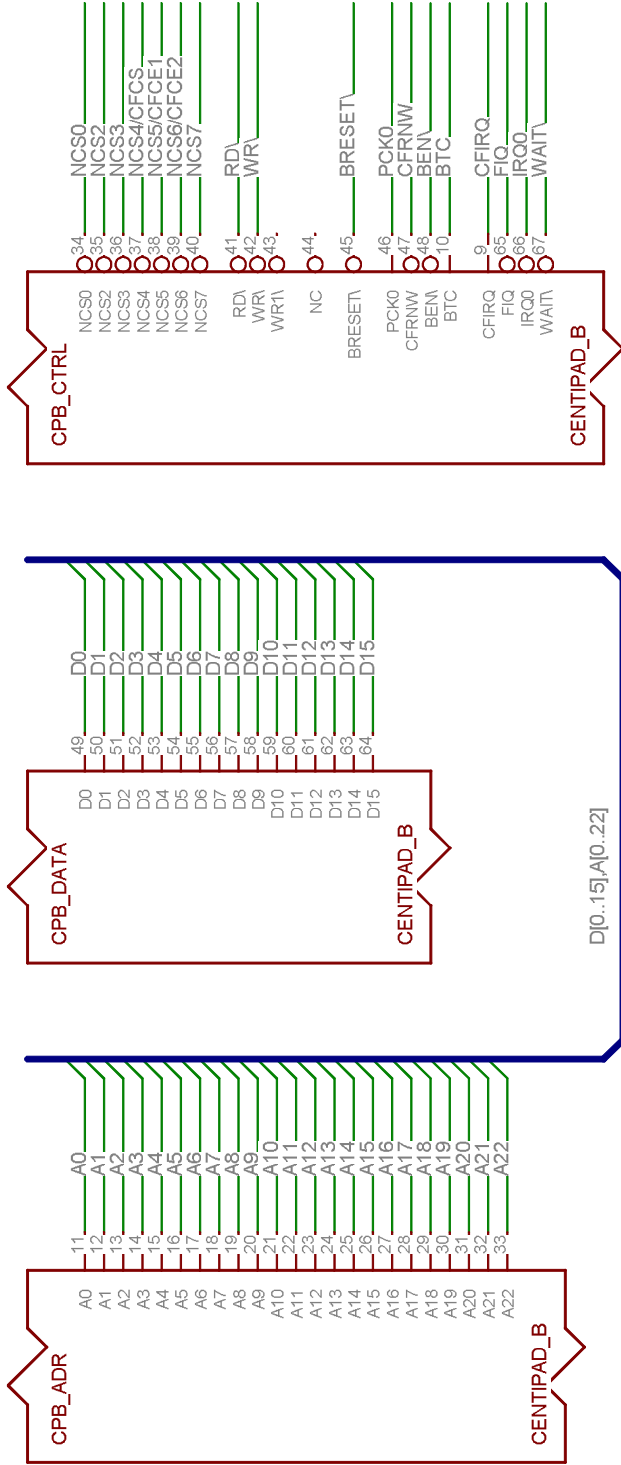 NCS0 34 NCS0
NCS2 35 NCS2
NCS3 36 NCS3
NCS4/CFCS 37 NCS4
NCS5/CFCE1 38 NCS5
NCS6/CFCE2 39 NCS6
NCS7 40 NCS7
RD\ 41 RD\
WR\ 42 WR\
43 WR1\
44 NC
BRESET\ 45 BRESET\
PCK0 46 PCK0
CFRNW 47 CFRNW
BEN\ 48 BEN\
BTC 10 BTC
CFIRQ 9 CFIRQ
FIQ 65 FIQ
IRQ0 66 IRQ0
WAIT\ 67 WAIT\
CPB_CTRL
CENTIPAD_B
D0 49 D0
D1 50 D1
D2 51 D2
D3 52 D3
D4 53 D4
D5 54 D5
D6 55 D6
D7 56 D7
D8 57 D8
D9 58 D9
D10 59 D10
D11 60 D11
D12 61 D12
D13 62 D13
D14 63 D14
D15 64 D15
CPB_DATA
CENTIPAD_B
D[0..15],A[0..22]
A0 11 A0
A1 12 A1
A2 13 A2
A3 14 A3
A4 15 A4
A5 16 A5
A6 17 A6
A7 18 A7
A8 19 A8
A9 20 A9
A10 21 A10
A11 22 A11
A12 23 A12
A13 24 A13
A14 25 A14
A15 26 A15
A16 27 A16
A17 28 A17
A18 29 A18
A19 30 A19
A20 31 A20
A21 32 A21
A22 33 A22
CPB_ADR
CENTIPAD_B